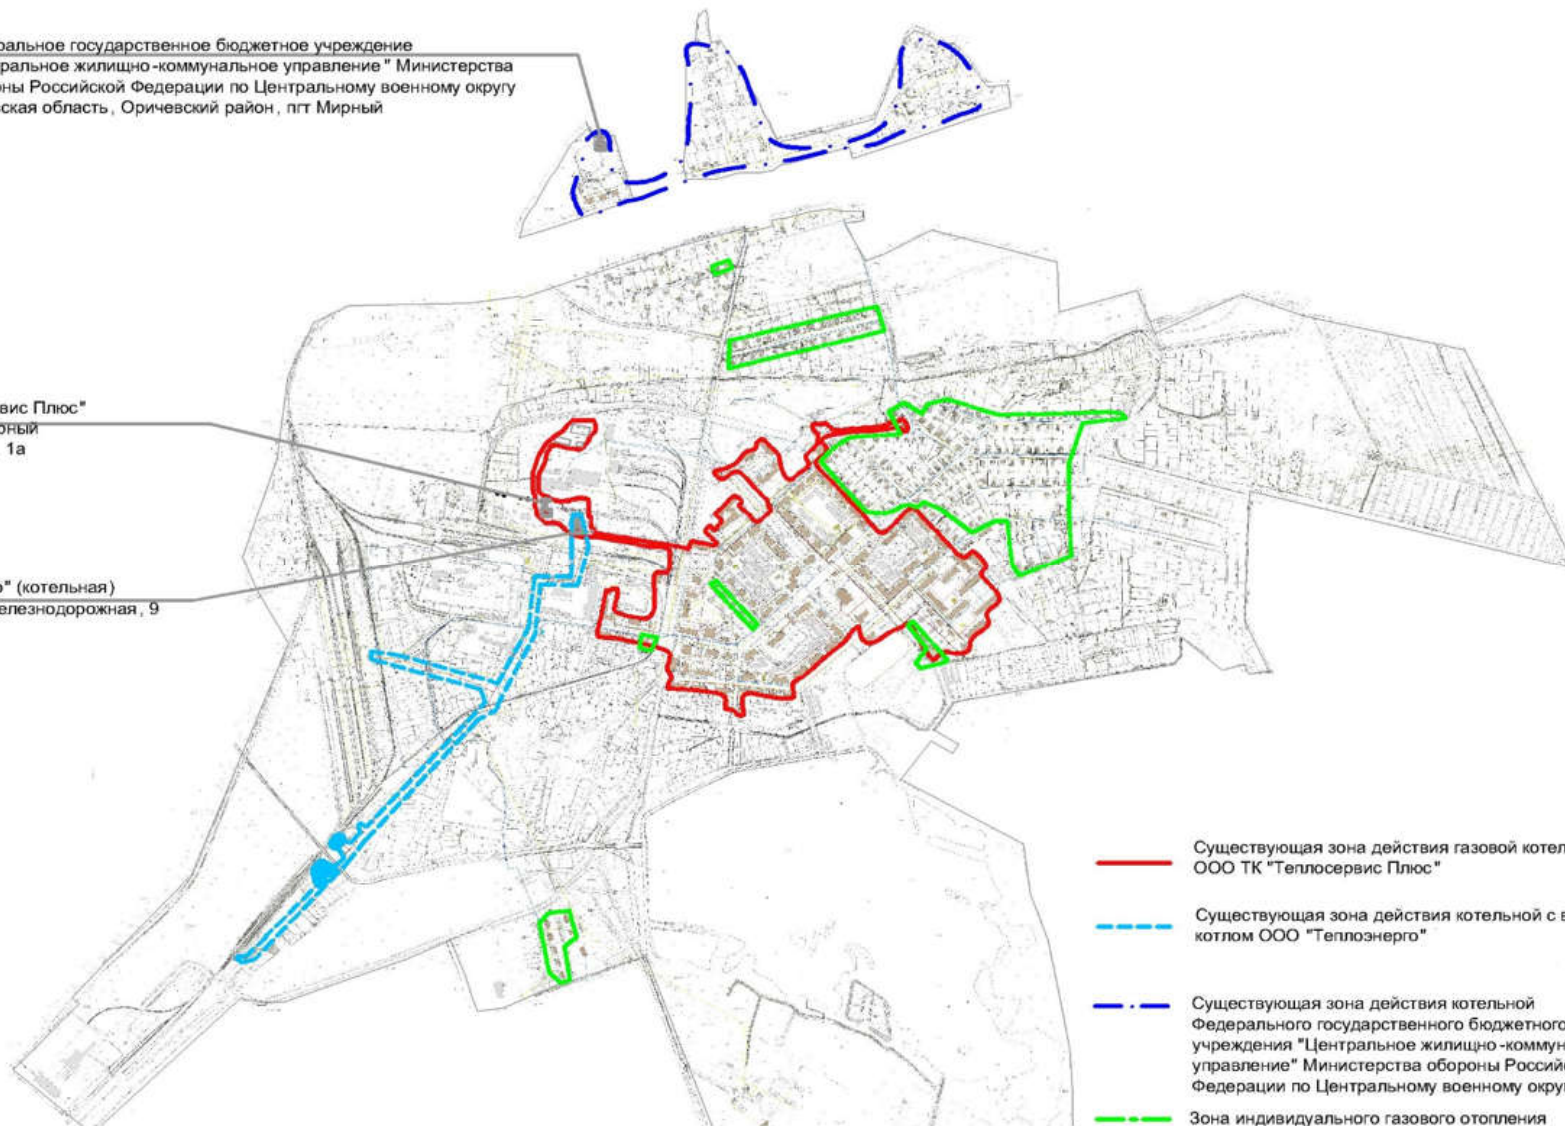 ральное государственное бюджетное учреждение
тральное жилищно-коммунальное управление" Министерства
оны Российской Федерации по Центральному военному округу
вская область, Оричевский район, пгт Мирный
вис Плюс"
рный
1а
о" (котельная)
елезнодорожная, 9
Существующая зона действия газовой котел
ООО ТК "Теплосервис Плюс"
Существующая зона действия котельной с в
котлом ООО "Теплоэнерго"
Существующая зона действия котельной
Федерального государственного бюджетного
учреждения "Центральное жилищно-коммун
управление" Министерства обороны Россий
Федерации по Центральному военному окру
Зона индивидуального газового отопления